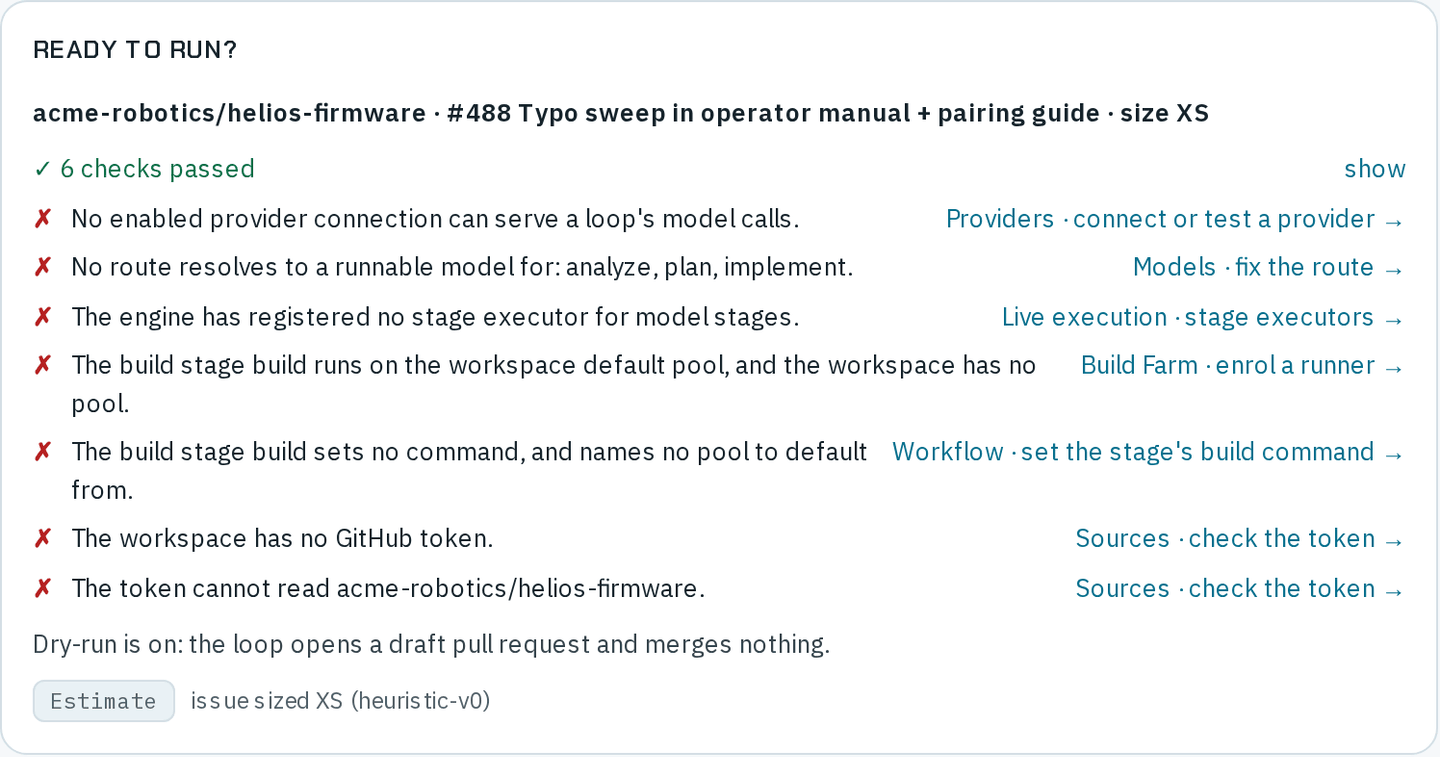 READY TO RUN?
acme-robotics/helios-firmware · #488 Typo sweep in operator manual + pairing guide · size XS
✓ 6 checks passed show
✗ No enabled provider connection can serve a loop's model calls. Providers · connect or test a provider →
✗ No route resolves to a runnable model for: analyze, plan, implement. Models · fix the route →
✗ The engine has registered no stage executor for model stages. Live execution · stage executors →
✗ The build stage build runs on the workspace default pool, and the workspace has no Build Farm · enrol a runner →
pool.
✗ The build stage build sets no command, and names no pool to default Workflow · set the stage's build command →
from.
✗ The workspace has no GitHub token. Sources · check the token →
✗ The token cannot read acme-robotics/helios-firmware. Sources · check the token →
Dry-run is on: the loop opens a draft pull request and merges nothing.
Estimate issue sized XS (heuristic-v0)